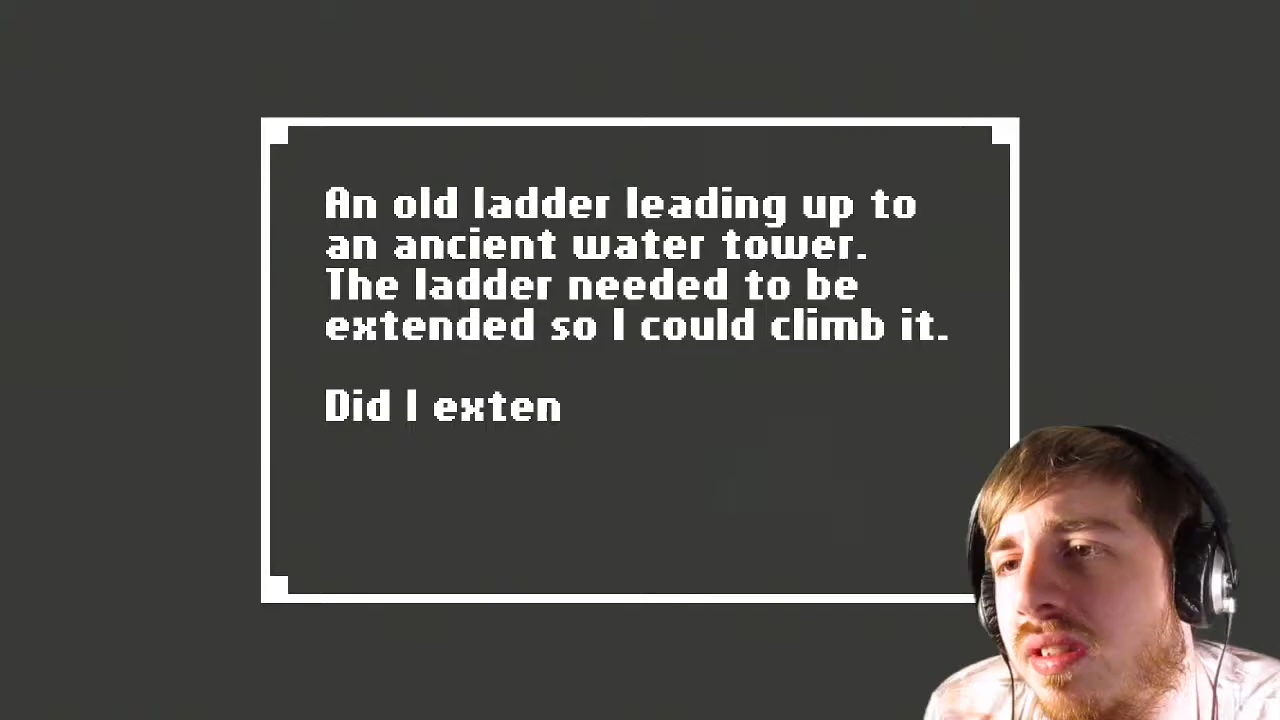 An old ladder leading up to
an ancient water tower.
The ladder needed to be
extended so I could climb it.
Did I exten